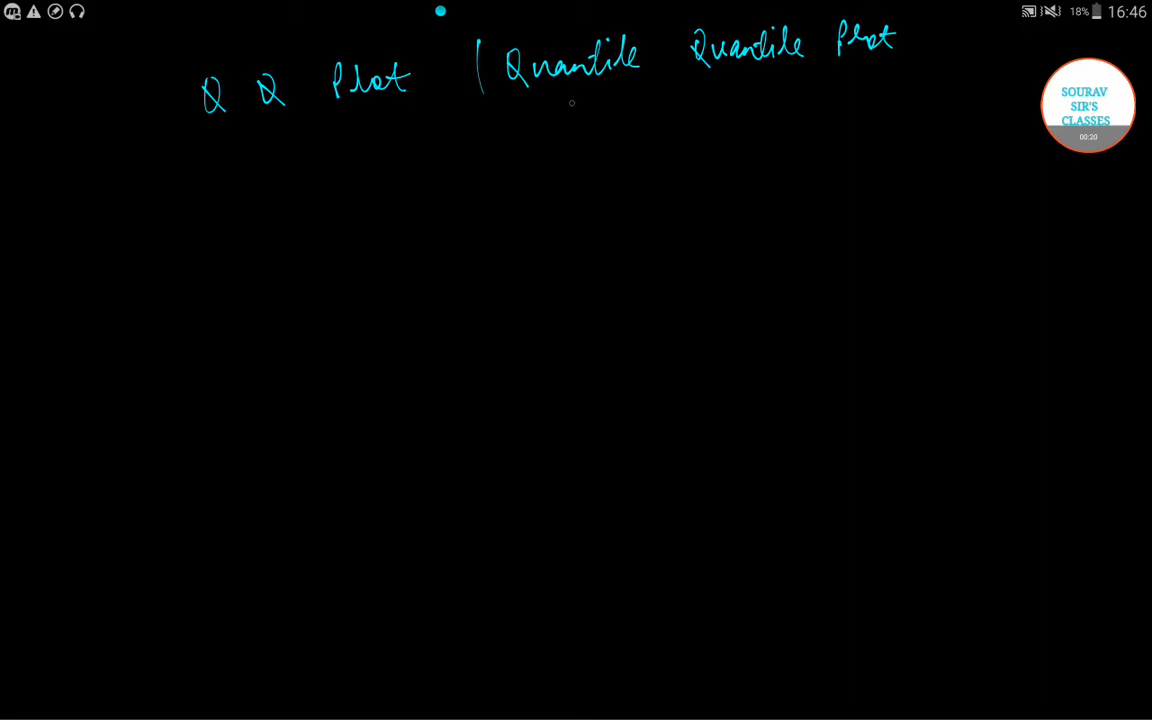 18% 16:46
Q Q Plot ( Quantile Quantile Plot
SOURAV
SIR'S
CLASSES
00:20